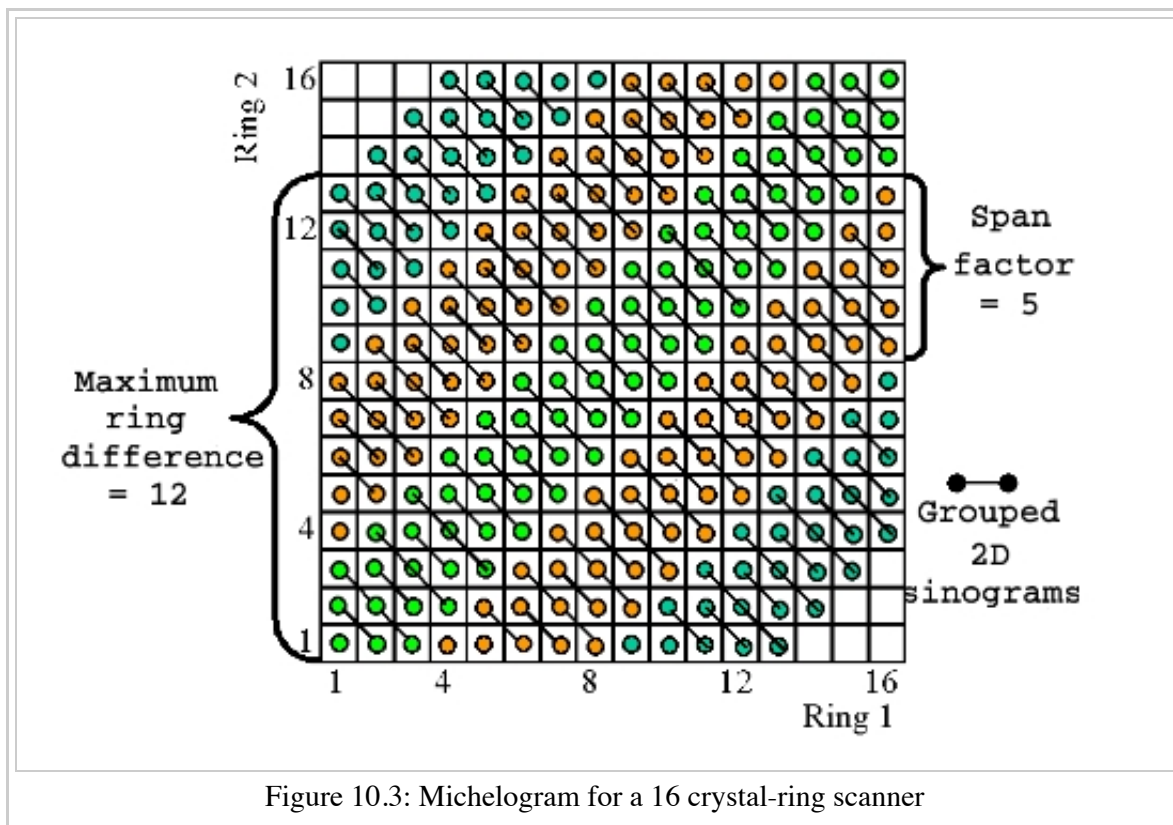 Ring 2
16
12
8
4
1
Maximum
ring
difference
= 12
Span
factor
= 5
Grouped
2D
sinograms
1 4 8 12 16
Ring 1
Figure 10.3: Michelogram for a 16 crystal-ring scanner